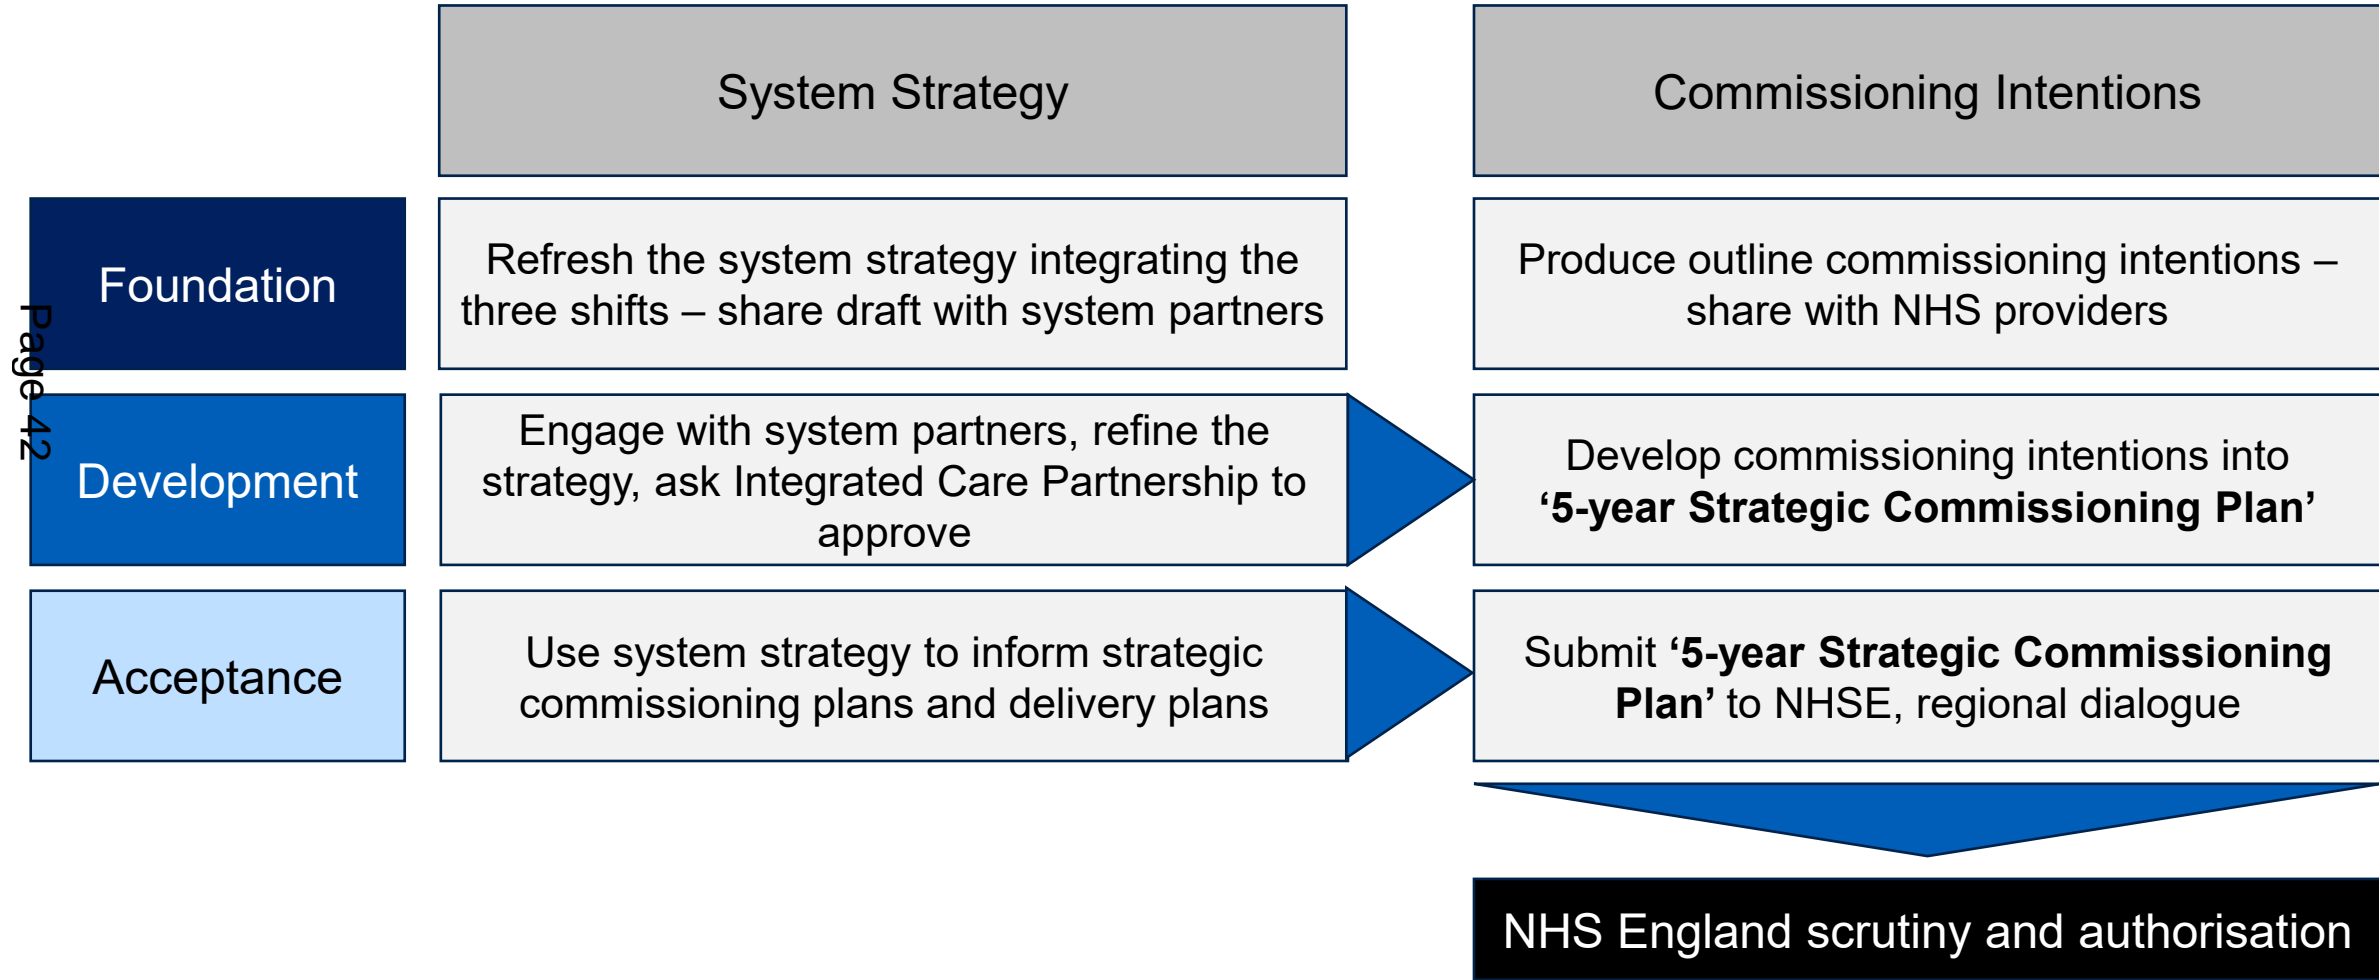 System Strategy
Commissioning Intentions
Foundation
Refresh the system strategy integrating the
three shifts – share draft with system partners
Produce outline commissioning intentions –
share with NHS providers
Page 42
Development
Engage with system partners, refine the
strategy, ask Integrated Care Partnership to
approve
Develop commissioning intentions into
‘5-year Strategic Commissioning Plan’
Acceptance
Use system strategy to inform strategic
commissioning plans and delivery plans
Submit ‘5-year Strategic Commissioning
Plan’ to NHSE, regional dialogue
NHS England scrutiny and authorisation